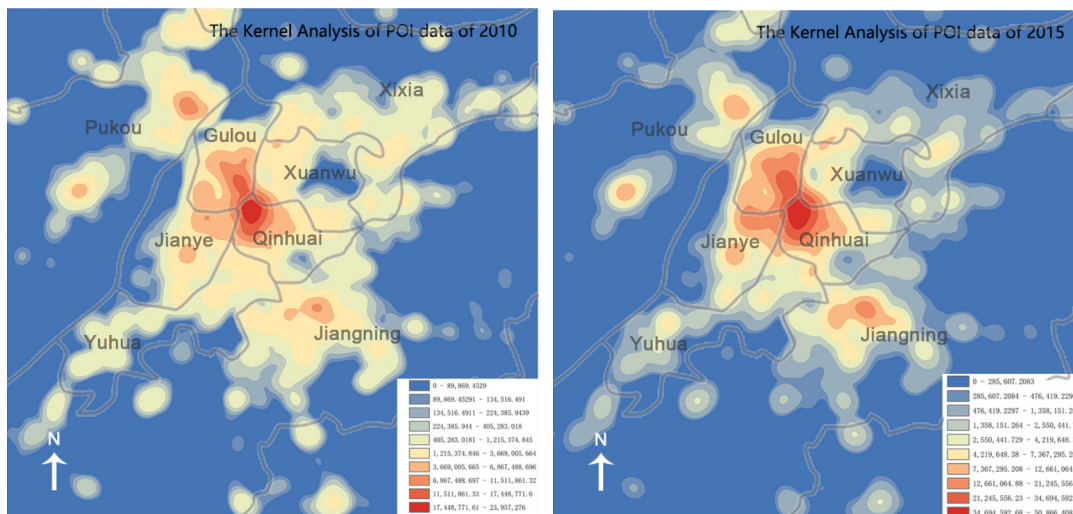 The Kernel Analysis of POI data of 2010
Xixia
Pukou
Gulou
Xuanwu
Jianye
Qinhuai
Yuhua
Jiangning
N
0 - 89,869.4529
89,869.45291 - 134,516.491
134,516.4911 - 224,385.9439
224,385.944 - 405,283.018
405,283.0181 - 1,215,374.845
1,215,374.846 - 3,669,005.664
3,669,005.665 - 6,867,488.696
6,867,488.697 - 11,511,861.32
11,511,861.33 - 17,448,771.6
17,448,771.61 - 23,957,276
The Kernel Analysis of POI data of 2015
Xixia
Pukou
Gulou
Xuanwu
Jianye
Qinhuai
Yuhua
Jiangning
N
0 - 285,607.2083
285,607.2084 - 476,419.229
476,419.2297 - 1,358,151.2
1,358,151.264 - 2,550,441.
2,550,441.729 - 4,219,648.
4,219,648.38 - 7,367,295.2
7,367,295.208 - 12,661,064
12,661,064.88 - 21,245,556
21,245,556.23 - 34,694,592
34,694,592.68 - 50,866,408